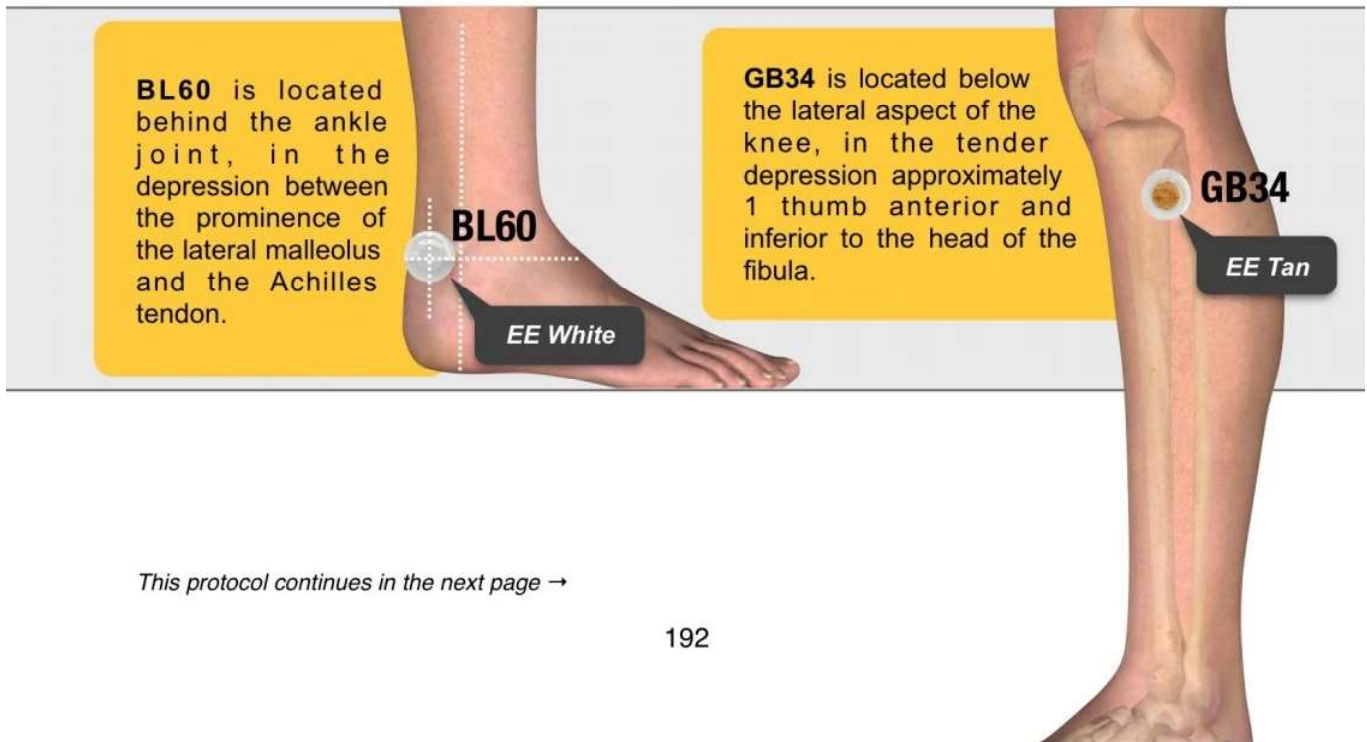 BL60 is located
behind the ankle
joint, in the
depression between
the prominence of
the lateral malleolus
and the Achilles
tendon.
BL60
EE White
GB34 is located below
the lateral aspect of the
knee, in the tender
depression approximately
1 thumb anterior and
inferior to the head of the
fibula.
GB34
EE Tan
This protocol continues in the next page →
192